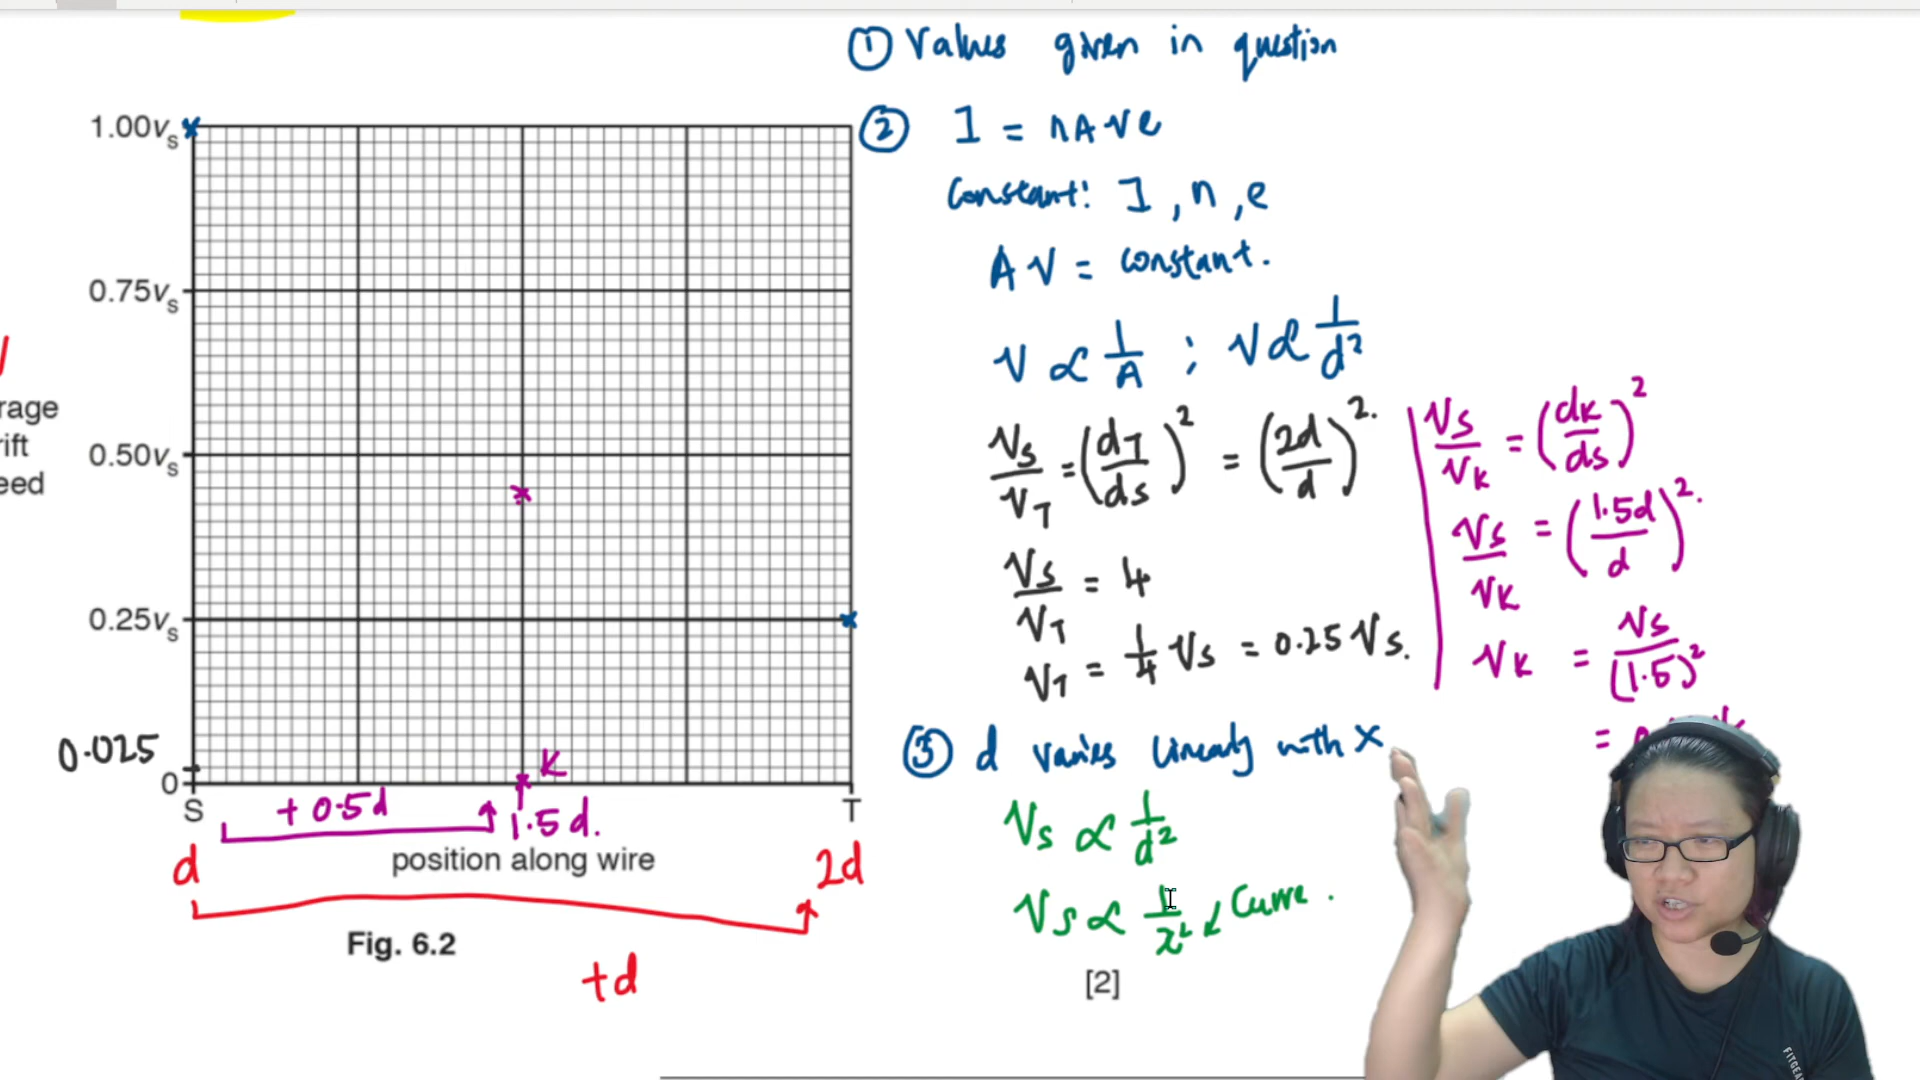 ① Values given in question
1.00vs
② I = nAve
Constant: I, n, e
Av = constant.
0.75vs
v ∝ 1/A ; v ∝ 1/d²
rage
rift
eed
0.50vs
vs/vT = (dT/ds)² = (2d/d)².
vs/vK = (dK/ds)²
vs/vK = (1.5d/d)².
vs/vT = 4
0.25vs
vT = 1/4 vs = 0.25 vs.
vK = vs/(1.5)²
=
0.025
0
K
③ d varies linearly with x
S
+ 0.5d
1.5d.
T
vs ∝ 1/d²
d
position along wire
2d
vs ∝ 1/x² ↙ Curve.
Fig. 6.2
+d
[2]
FITGEA